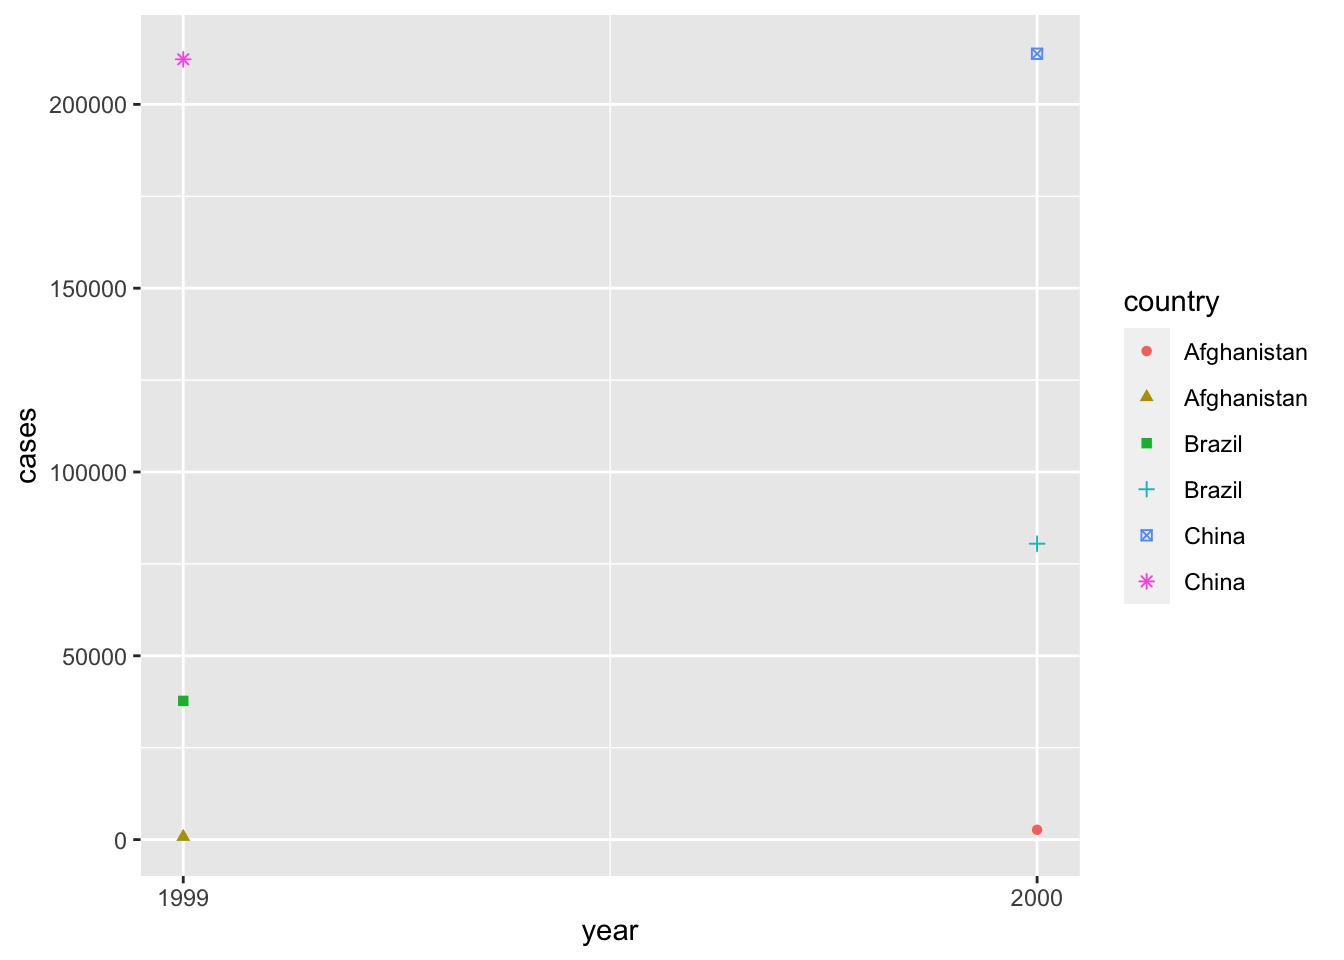 200000
150000
100000
50000
0
cases
1999
2000
year
country
Afghanistan
Afghanistan
Brazil
Brazil
China
China